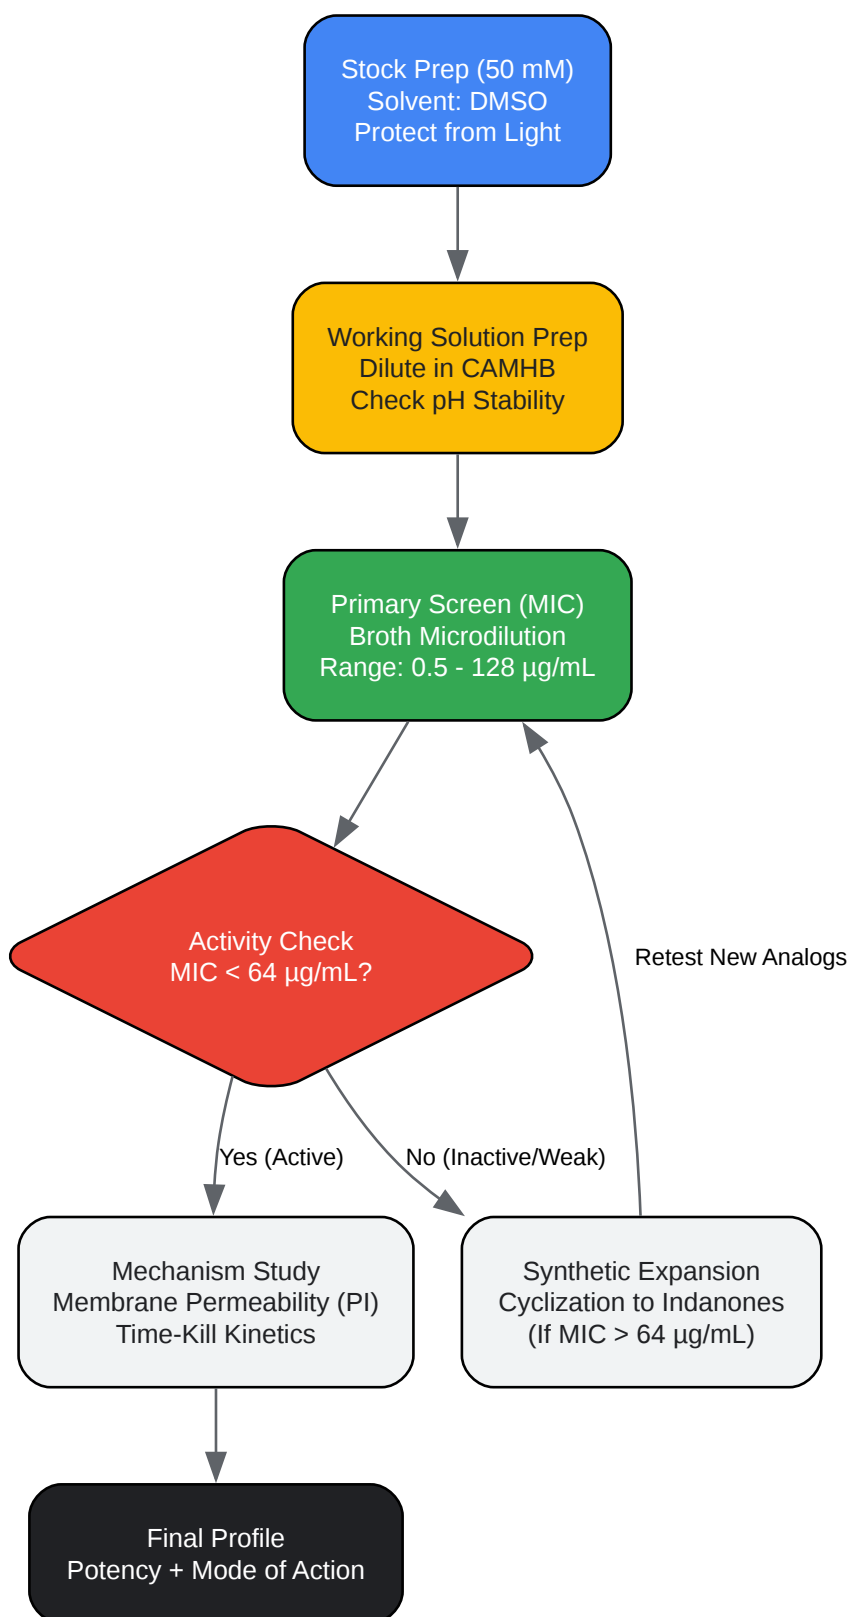 Stock Prep (50 mM)
Solvent: DMSO
Protect from Light
Working Solution Prep
Dilute in CAMHB
Check pH Stability
Primary Screen (MIC)
Broth Microdilution
Range: 0.5 - 128 µg/mL
Activity Check
MIC < 64 µg/mL?
Retest New Analogs
Yes (Active)
No (Inactive/Weak)
Mechanism Study
Membrane Permeability (PI)
Time-Kill Kinetics
Synthetic Expansion
Cyclization to Indanones
(If MIC > 64 µg/mL)
Final Profile
Potency + Mode of Action